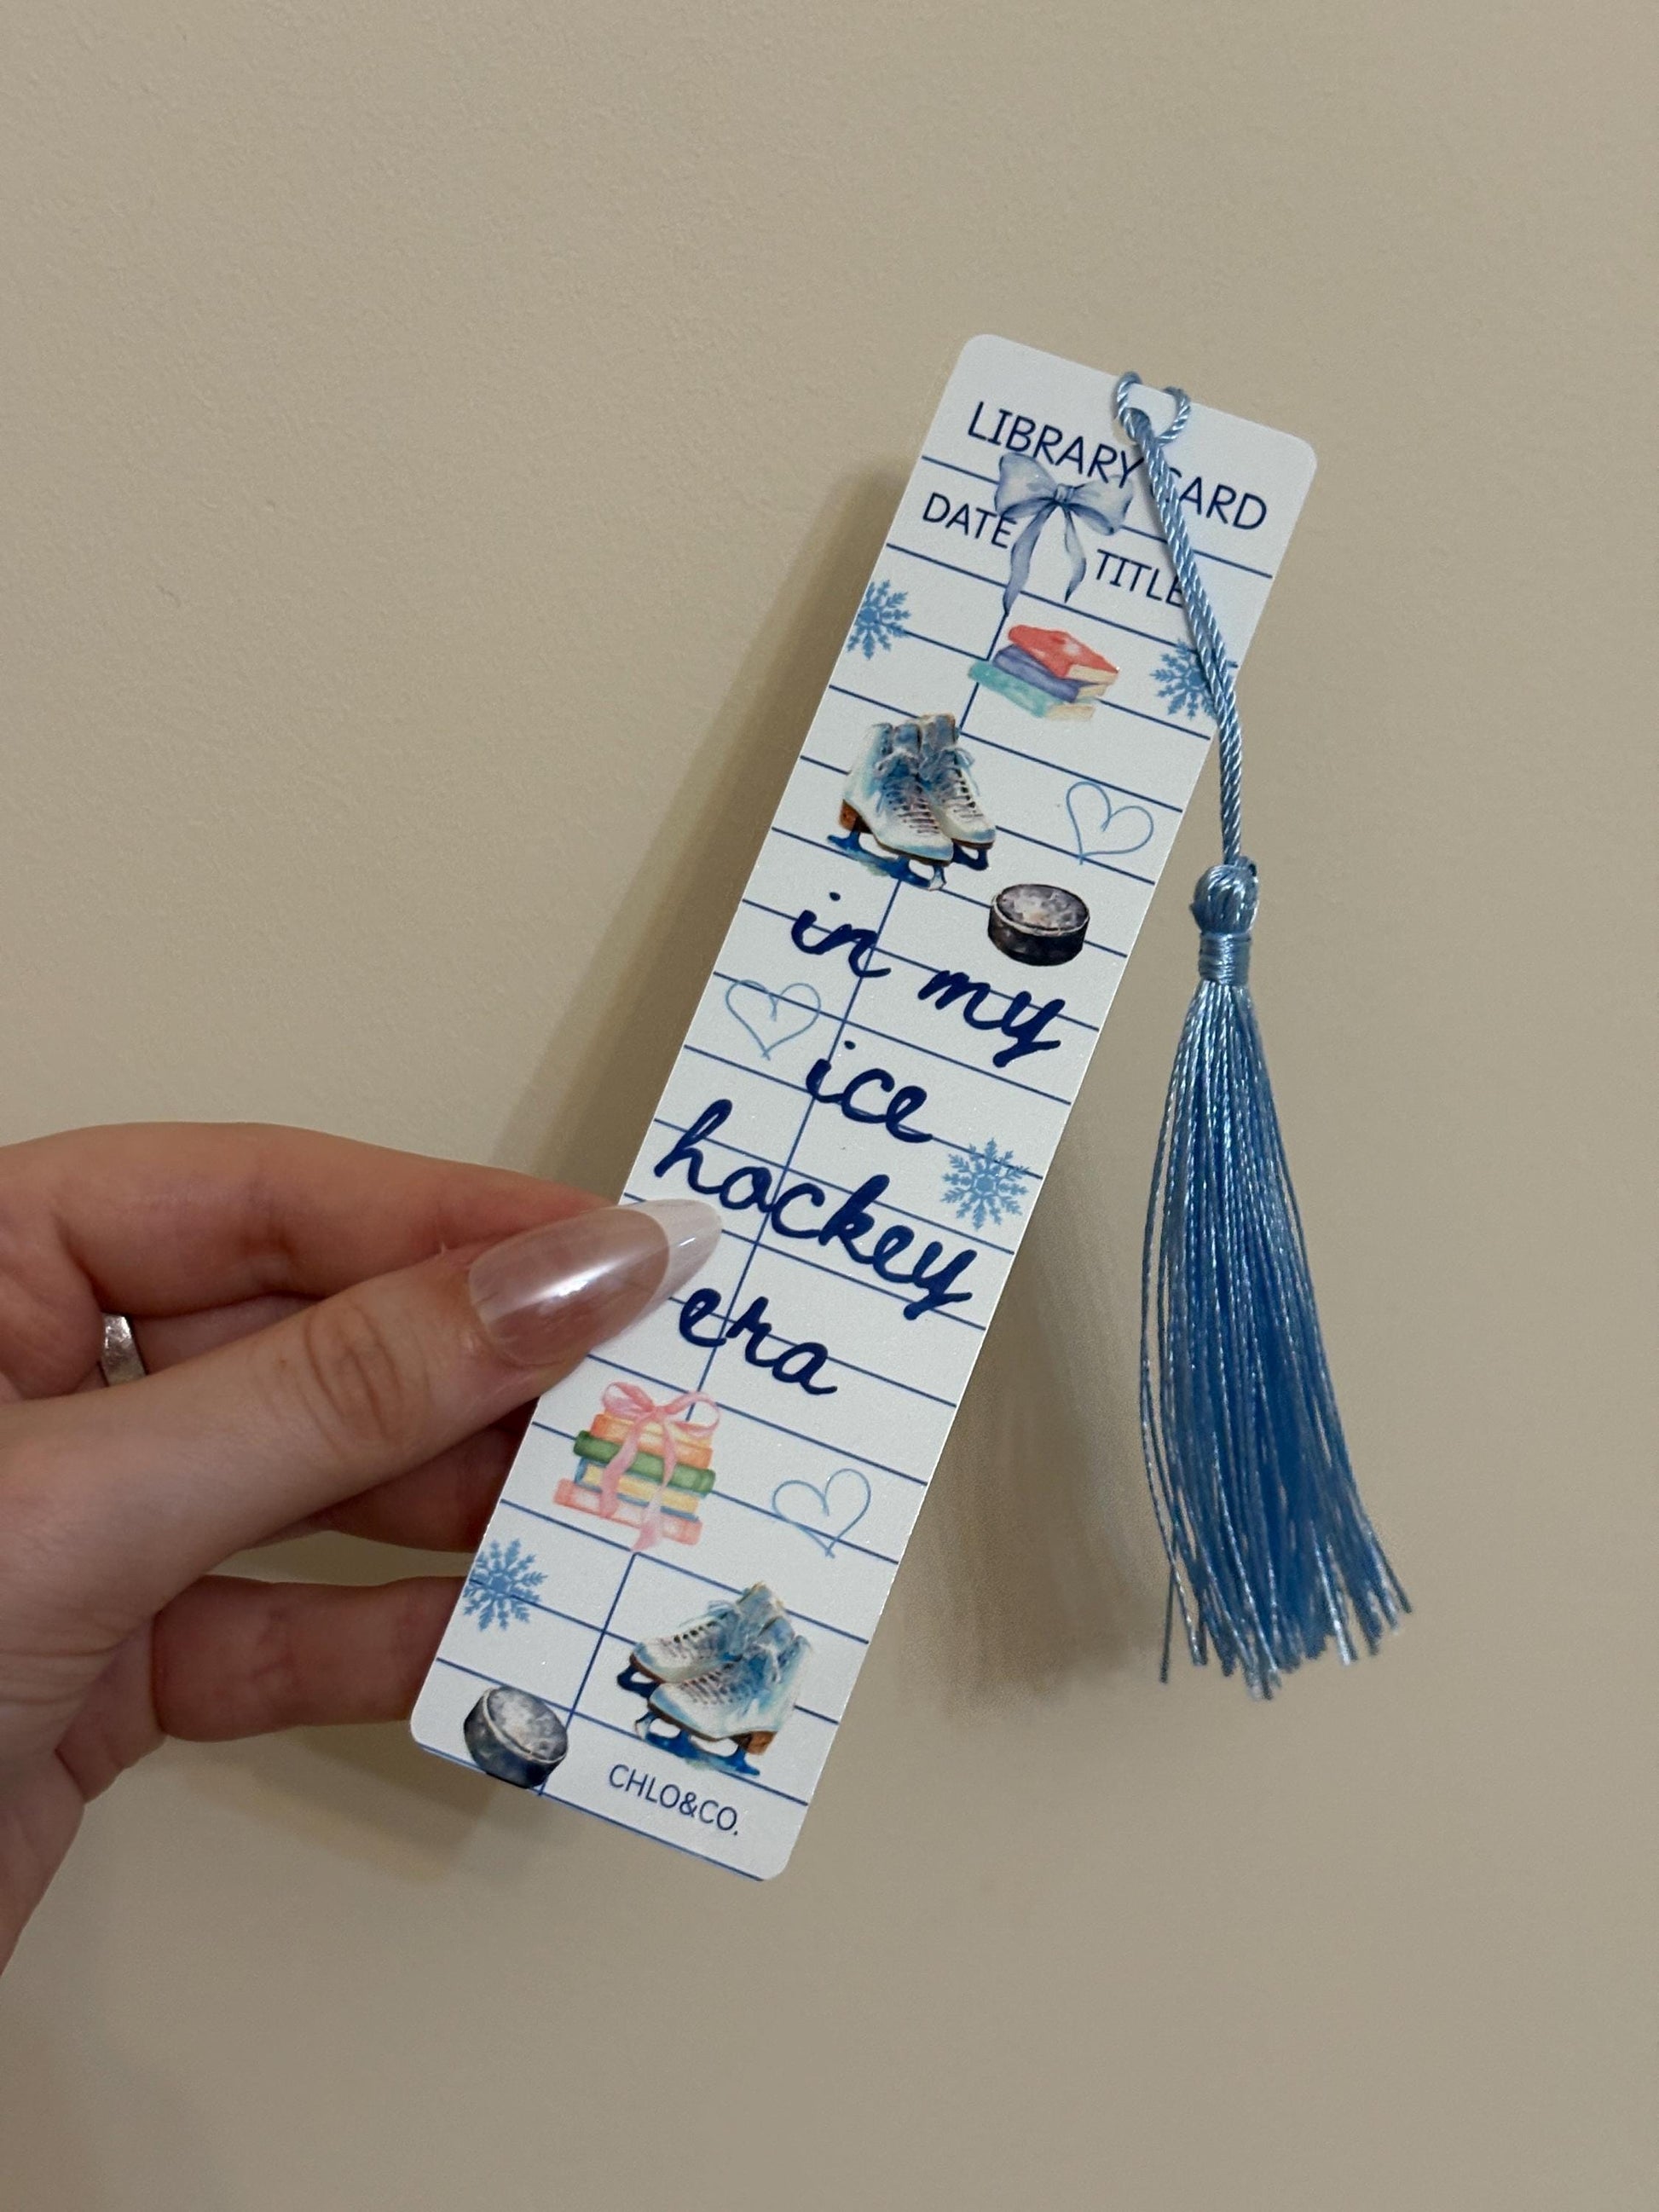 LIBRARY CARD
DATE TITLE
in my
ice
hockey
era
CHLO&CO.